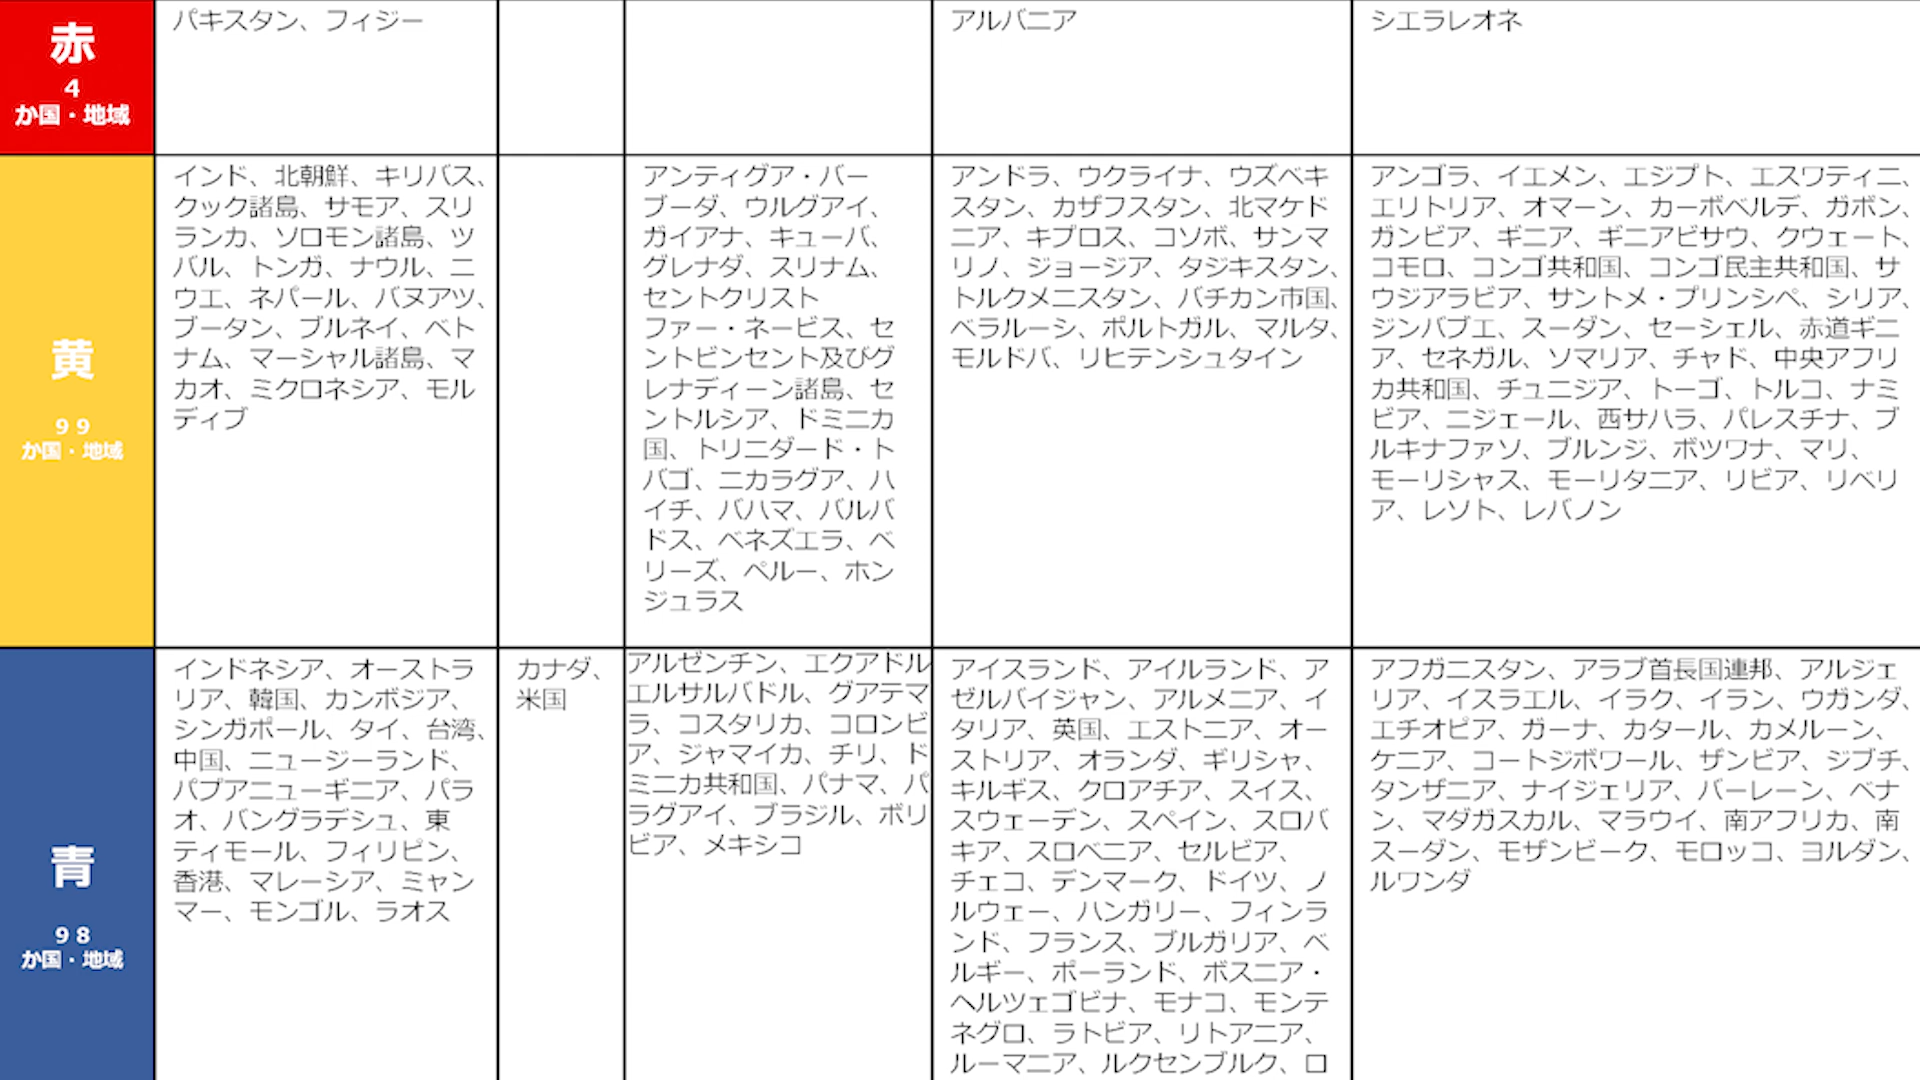 赤
4
か国・地域
パキスタン、フィジー
アルバニア
シエラレオネ
黄
99
か国・地域
インド、北朝鮮、キリバス、
クック諸島、サモア、スリ
ランカ、ソロモン諸島、ツ
バル、トンガ、ナウル、ニ
ウエ、ネパール、バヌアツ、
ブータン、ブルネイ、ベト
ナム、マーシャル諸島、マ
カオ、ミクロネシア、モル
ディブ
アンティグア・バー
ブーダ、ウルグアイ、
ガイアナ、キューバ、
グレナダ、スリナム、
セントクリスト
ファー・ネービス、セ
ントビンセント及びグ
レナディーン諸島、セ
ントルシア、ドミニカ
国、トリニダード・ト
バゴ、ニカラグア、ハ
イチ、バハマ、バルバ
ドス、ベネズエラ、ベ
リーズ、ペルー、ホン
ジュラス
アンドラ、ウクライナ、ウズベキ
スタン、カザフスタン、北マケド
ニア、キプロス、コソボ、サンマ
リノ、ジョージア、タジキスタン、
トルクメニスタン、バチカン市国、
ベラルーシ、ポルトガル、マルタ、
モルドバ、リヒテンシュタイン
アンゴラ、イエメン、エジプト、エスワティニ、
エリトリア、オマーン、カーボベルデ、ガボン、
ガンビア、ギニア、ギニアビサウ、クウェート、
コモロ、コンゴ共和国、コンゴ民主共和国、サ
ウジアラビア、サントメ・プリンシペ、シリア、
ジンバブエ、スーダン、セーシェル、赤道ギニ
ア、セネガル、ソマリア、チャド、中央アフリ
カ共和国、チュニジア、トーゴ、トルコ、ナミ
ビア、ニジェール、西サハラ、パレスチナ、ブ
ルキナファソ、ブルンジ、ボツワナ、マリ、
モーリシャス、モーリタニア、リビア、リベリ
ア、レソト、レバノン
青
98
か国・地域
インドネシア、オーストラ
リア、韓国、カンボジア、
シンガポール、タイ、台湾、
中国、ニュージーランド、
パプアニューギニア、パラ
オ、バングラデシュ、東
ティモール、フィリピン、
香港、マレーシア、ミャン
マー、モンゴル、ラオス
カナダ、
米国
アルゼンチン、エクアドル
エルサルバドル、グアテマ
ラ、コスタリカ、コロンビ
ア、ジャマイカ、チリ、ド
ミニカ共和国、パナマ、パ
ラグアイ、ブラジル、ボリ
ビア、メキシコ
アイスランド、アイルランド、ア
ゼルバイジャン、アルメニア、イ
タリア、英国、エストニア、オー
ストリア、オランダ、ギリシャ、
キルギス、クロアチア、スイス、
スウェーデン、スペイン、スロバ
キア、スロベニア、セルビア、
チェコ、デンマーク、ドイツ、ノ
ルウェー、ハンガリー、フィンラ
ンド、フランス、ブルガリア、ベ
ルギー、ポーランド、ボスニア・
ヘルツェゴビナ、モナコ、モンテ
ネグロ、ラトビア、リトアニア、
ルーマニア、ルクセンブルク、ロ
アフガニスタン、アラブ首長国連邦、アルジェ
リア、イスラエル、イラク、イラン、ウガンダ、
エチオピア、ガーナ、カタール、カメルーン、
ケニア、コートジボワール、ザンビア、ジブチ、
タンザニア、ナイジェリア、バーレーン、ベナ
ン、マダガスカル、マラウイ、南アフリカ、南
スーダン、モザンビーク、モロッコ、ヨルダン、
ルワンダ